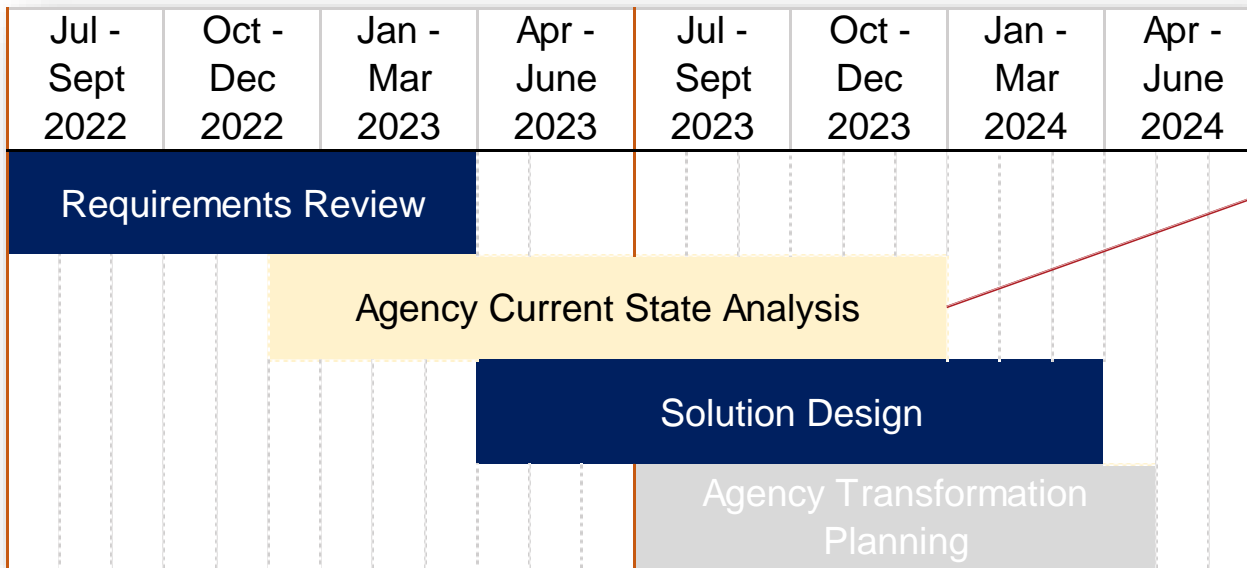 Jul - Oct - Jan - Apr - Jul - Oct - Jan - Apr -
Sept Dec Mar June Sept Dec Mar June
2022 2022 2023 2023 2023 2023 2024 2024
Requirements Review
Agency Current State Analysis
Solution Design
Agency Transformation
Planning